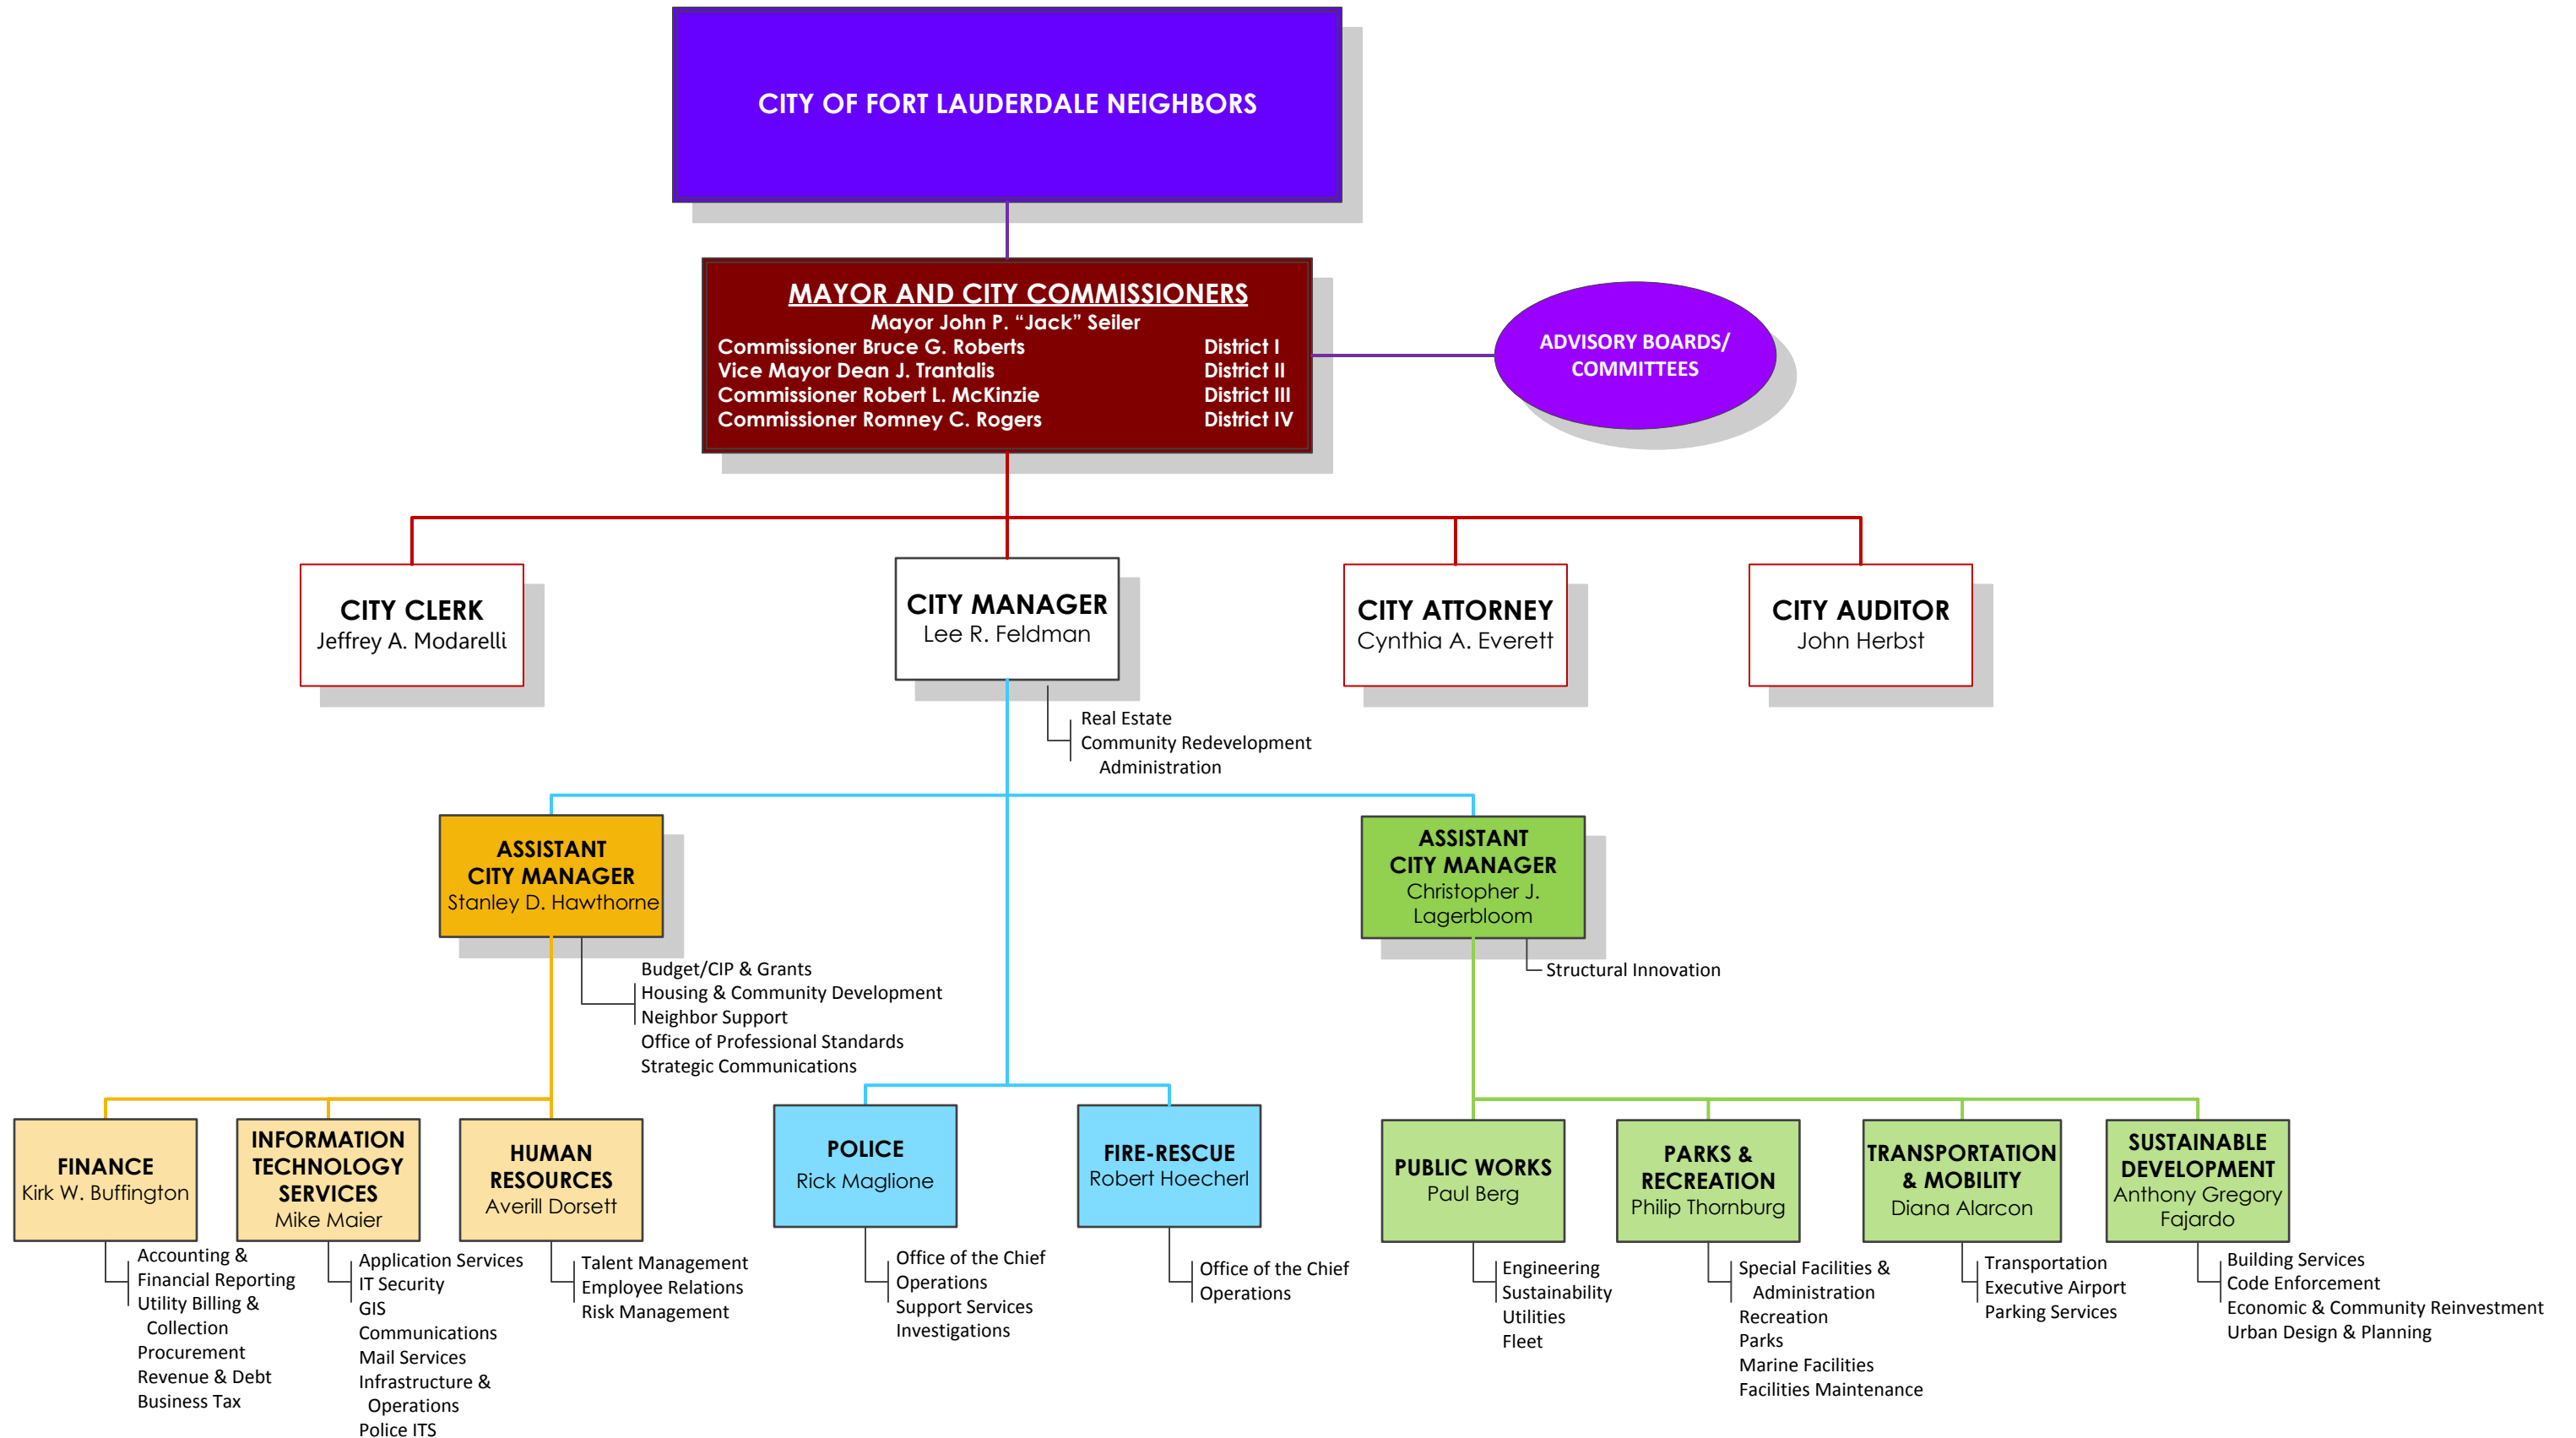 CITY OF FORT LAUDERDALE NEIGHBORS
MAYOR AND CITY COMMISSIONERS
Mayor John P. “Jack” Seiler
Commissioner Bruce G. Roberts District I
Vice Mayor Dean J. Trantalis District II
Commissioner Robert L. McKinzie District III
Commissioner Romney C. Rogers District IV
ADVISORY BOARDS/
COMMITTEES
CITY CLERK
Jeffrey A. Modarelli
CITY MANAGER
Lee R. Feldman
CITY ATTORNEY
Cynthia A. Everett
CITY AUDITOR
John Herbst
Real Estate
Community Redevelopment
Administration
ASSISTANT
CITY MANAGER
Stanley D. Hawthorne
ASSISTANT
CITY MANAGER
Christopher J.
Lagerbloom
Budget/CIP & Grants
Housing & Community Development
Neighbor Support
Office of Professional Standards
Strategic Communications
Structural Innovation
FINANCE
Kirk W. Buffington
INFORMATION
TECHNOLOGY
SERVICES
Mike Maier
HUMAN
RESOURCES
Averill Dorsett
POLICE
Rick Maglione
FIRE-RESCUE
Robert Hoecherl
PUBLIC WORKS
Paul Berg
PARKS &
RECREATION
Philip Thornburg
TRANSPORTATION
& MOBILITY
Diana Alarcon
SUSTAINABLE
DEVELOPMENT
Anthony Gregory
Fajardo
Accounting &
Financial Reporting
Utility Billing &
Collection
Procurement
Revenue & Debt
Business Tax
Application Services
IT Security
GIS
Communications
Mail Services
Infrastructure &
Operations
Police ITS
Talent Management
Employee Relations
Risk Management
Office of the Chief
Operations
Support Services
Investigations
Office of the Chief
Operations
Engineering
Sustainability
Utilities
Fleet
Special Facilities &
Administration
Recreation
Parks
Marine Facilities
Facilities Maintenance
Transportation
Executive Airport
Parking Services
Building Services
Code Enforcement
Economic & Community Reinvestment
Urban Design & Planning